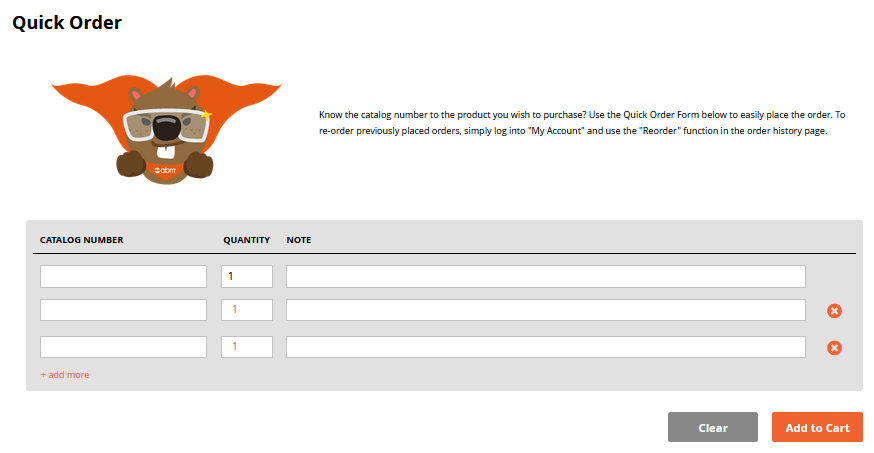 Quick Order
abm
Know the catalog number to the product you wish to purchase? Use the Quick Order Form below to easily place the order. To
re-order previously placed orders, simply log into "My Account" and use the "Reorder" function in the order history page.
CATALOG NUMBER QUANTITY NOTE
1
1
1
+ add more
Clear Add to Cart